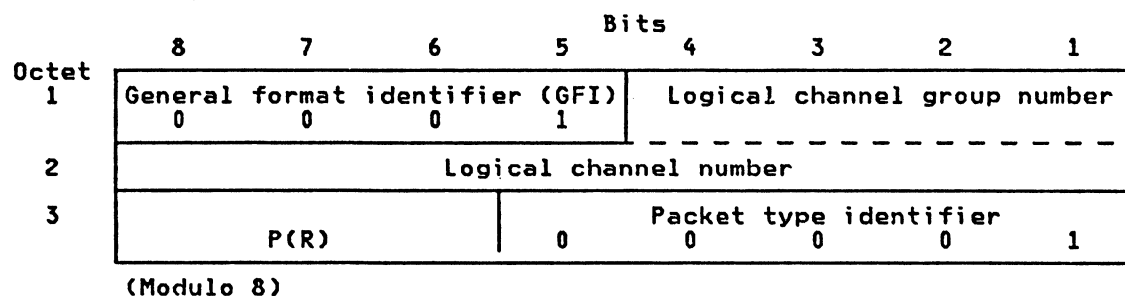 Bits
8 7 6 5 4 3 2 1
Octet
1 General format identifier (GFI) Logical channel group number
0 0 0 1
2 Logical channel number
3 Packet type identifier
P(R) 0 0 0 0 1
(Modulo 8)